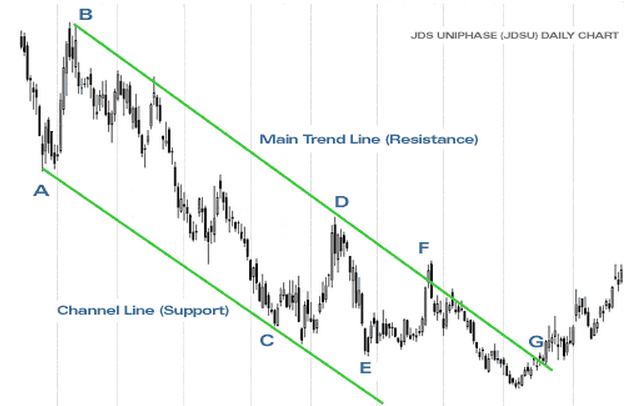 B
JDS UNIPHASE (JDSU) DAILY CHART
Main Trend Line (Resistance)
A
D
F
Channel Line (Support)
C
G
E